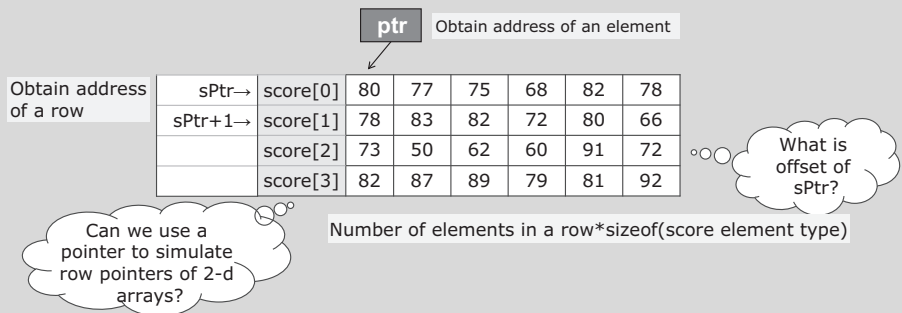 ptr
Obtain address of an element
Obtain address
of a row
sPtr→ score[0] 80 77 75 68 82 78
sPtr+1→ score[1] 78 83 82 72 80 66
score[2] 73 50 62 60 91 72
score[3] 82 87 89 79 81 92
What is
offset of
sPtr?
Can we use a
pointer to simulate
row pointers of 2-d
arrays?
Number of elements in a row*sizeof(score element type)